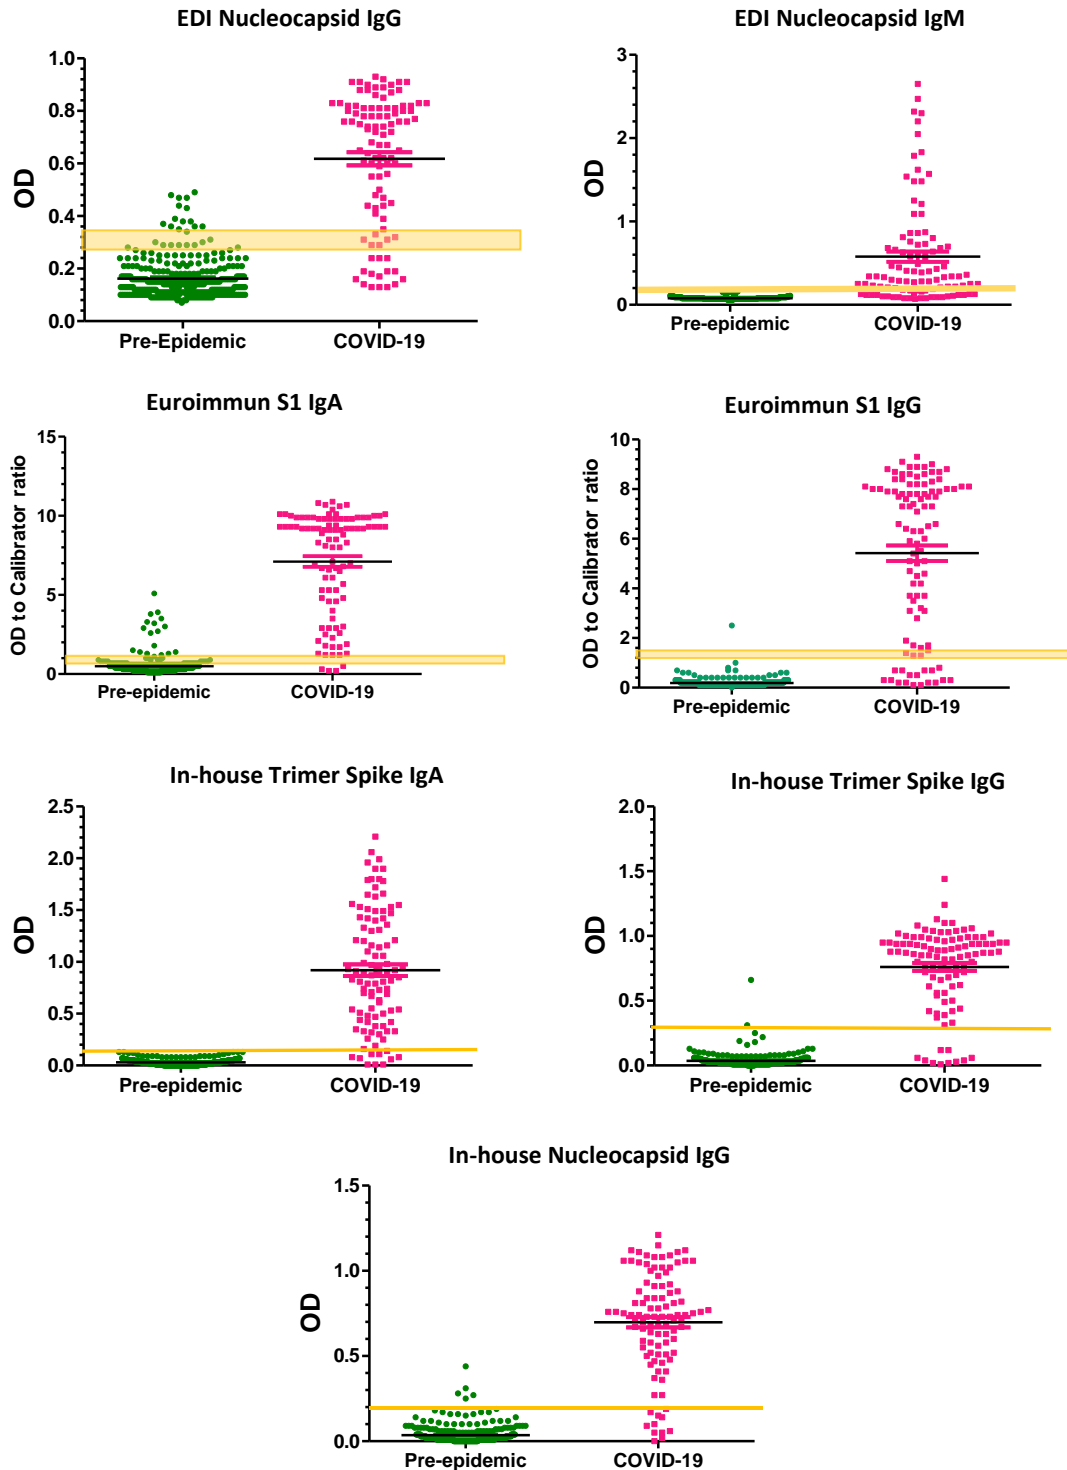 EDI Nucleocapsid IgG
OD
1.0
0.8
0.6
0.4
0.2
0.0
Pre-Epidemic COVID-19
EDI Nucleocapsid IgM
OD
3
2
1
0
Pre-epidemic COVID-19
Euroimmun S1 IgA
OD to Calibrator ratio
15
10
5
0
Pre-epidemic COVID-19
Euroimmun S1 IgG
OD to Calibrator ratio
10
8
6
4
2
0
Pre-epidemic COVID-19
In-house Trimer Spike IgA
OD
2.5
2.0
1.5
1.0
0.5
0.0
Pre-epidemic COVID-19
In-house Trimer Spike IgG
OD
2.0
1.5
1.0
0.5
0.0
Pre-epidemic COVID-19
In-house Nucleocapsid IgG
OD
1.5
1.0
0.5
0.0
Pre-epidemic COVID-19